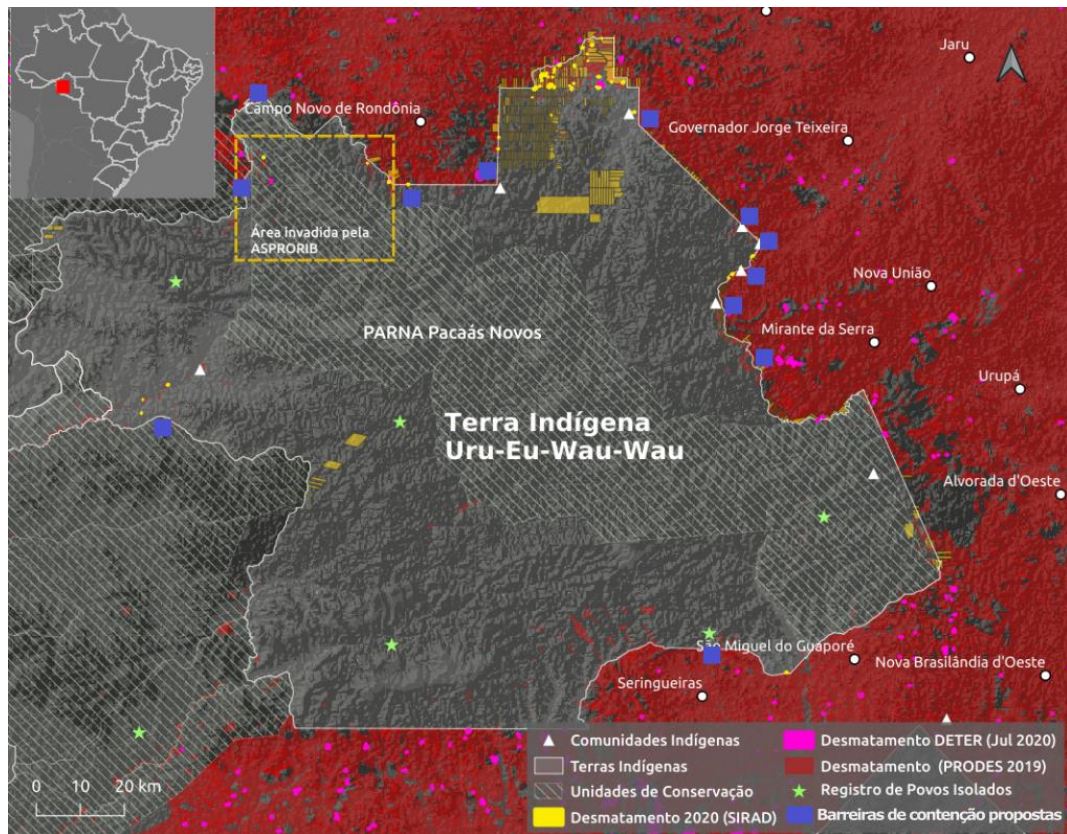 Jaru
Campo Novo de Rondônia
Governador Jorge Teixeira
Área invadida pela
ASPRORIB
Nova União
PARNA Pacaás Novos
Mirante da Serra
Urupá
Terra Indígena
Uru-Eu-Wau-Wau
Alvorada d'Oeste
São Miguel do Guaporé
Nova Brasilândia d'Oeste
Seringueiras
0 10 20 km
Comunidades Indígenas
Terras Indígenas
Unidades de Conservação
Desmatamento 2020 (SIRAD)
Desmatamento DETER (Jul 2020)
Desmatamento (PRODES 2019)
Registro de Povos Isolados
Barreiras de contenção propostas